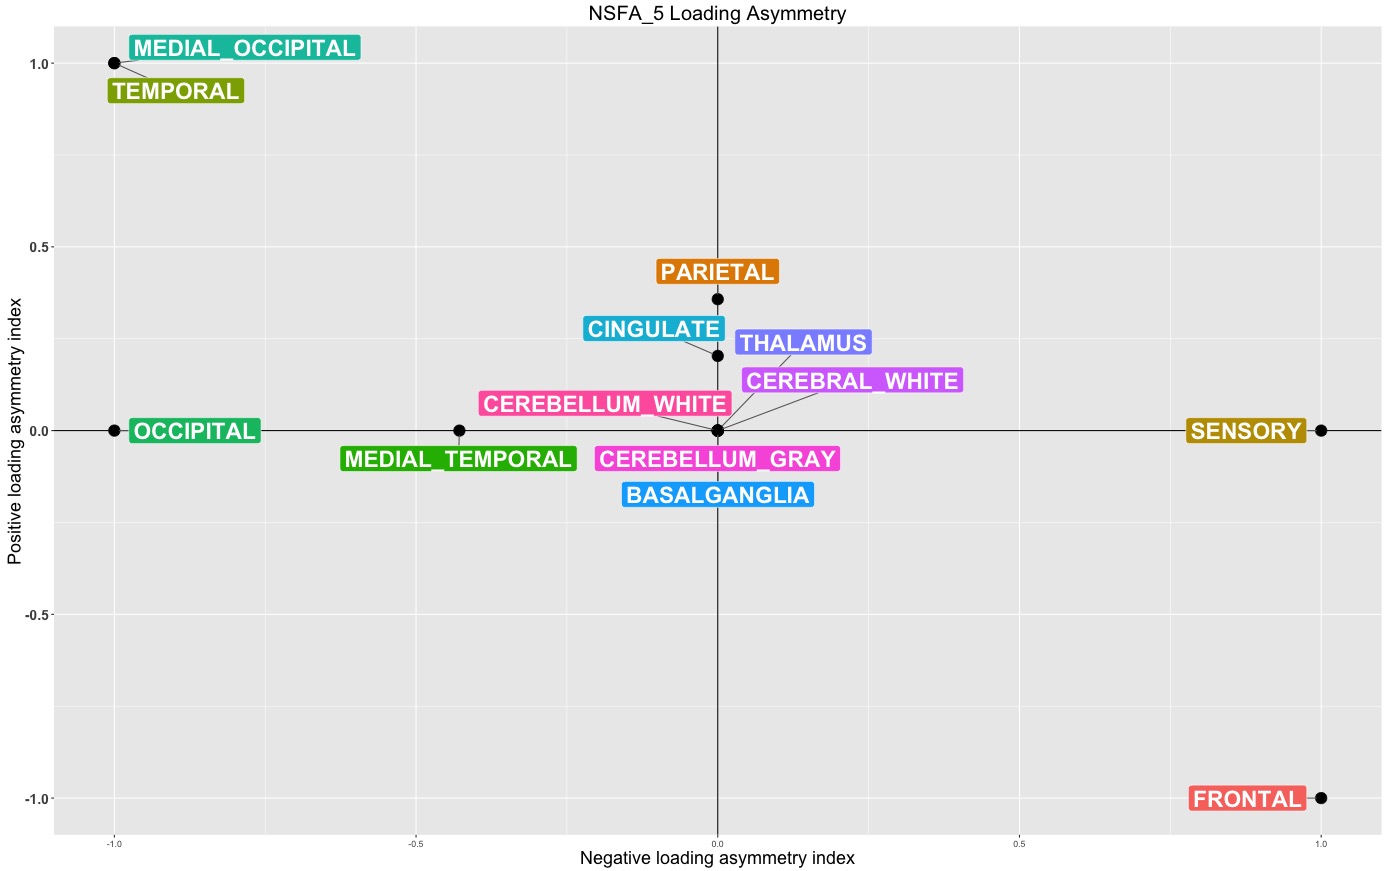 NSFA_5 Loading Asymmetry
MEDIAL_OCCIPITAL
1.0
TEMPORAL
0.5
PARIETAL
CINGULATE
THALAMUS
CEREBRAL_WHITE
CEREBELLUM_WHITE
0.0
OCCIPITAL
SENSORY
MEDIAL_TEMPORAL
CEREBELLUM_GRAY
BASALGANGLIA
-0.5
-1.0
FRONTAL
Positive loading asymmetry index
-1.0 -0.5 0.0 0.5 1.0
Negative loading asymmetry index